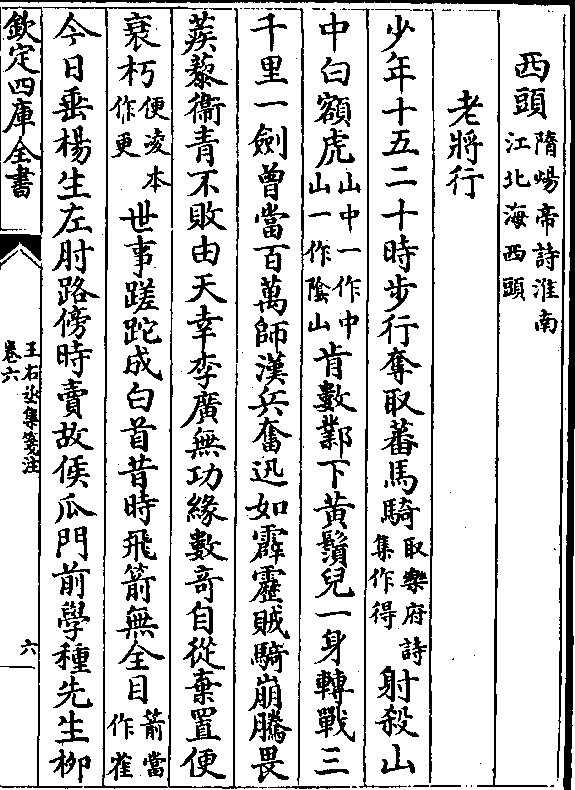 西頭隋煬帝詩淮南江北海西頭
老將行
少年十五二十時步行奪取蕃馬騎取樂府詩集作得射殺山
中白額虎山中一作中山一作陰山肯數鄴下黃鬚兒一身轉戰三
千里一劍曾當百萬師漢兵奮迅如霹靂賊騎崩騰畏
蒺藜衞青不敗由天幸李廣無功緣數奇自從棄置便
衰朽便凌本作更世事蹉跎成白首昔時飛箭無全目箭當作雀
今日垂楊生左肘路傍時賣故侯瓜門前學種先生柳
欽定四庫全書
王右丞集箋注
卷六
六